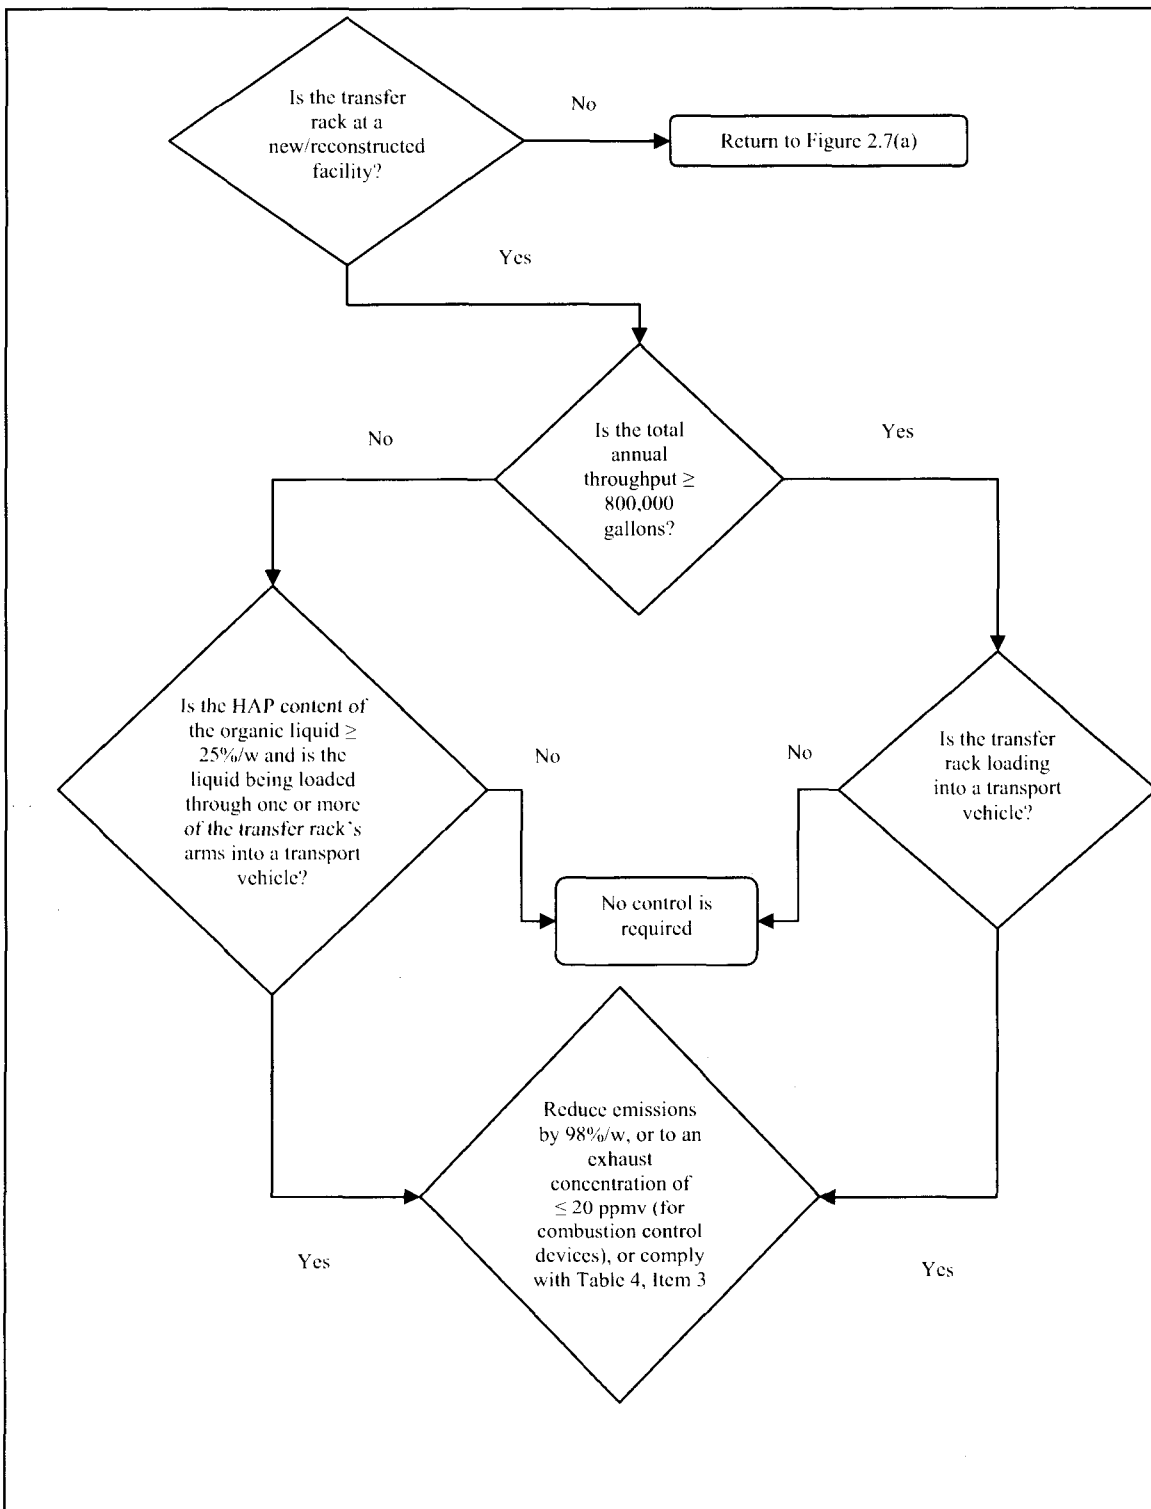 Is the transfer
rack at a
new/reconstructed
facility?
No
Return to Figure 2.7(a)
Yes
Is the total
annual
throughput ≥
800,000
gallons?
No
Yes
Is the HAP content of
the organic liquid ≥
25%/w and is the
liquid being loaded
through one or more
of the transfer rack's
arms into a transport
vehicle?
No
No
Is the transfer
rack loading
into a transport
vehicle?
No control is
required
Reduce emissions
by 98%/w, or to an
exhaust
concentration of
≤ 20 ppmv (for
combustion control
devices), or comply
with Table 4, Item 3
Yes
Yes